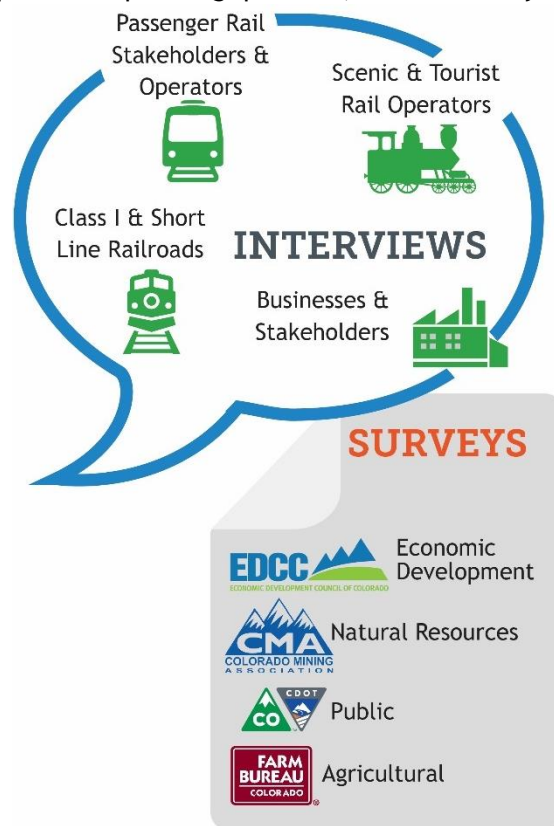 Passenger Rail
Stakeholders &
Operators
Scenic & Tourist
Rail Operators
Class I & Short
Line Railroads
INTERVIEWS
Businesses &
Stakeholders
SURVEYS
EDCC
ECONOMIC DEVELOPMENT COUNCIL OF COLORADO
Economic
Development
CMA
COLORADO MINING
ASSOCIATION
Natural Resources
CO
CDOT
Public
FARM
BUREAU
COLORADO
®
Agricultural